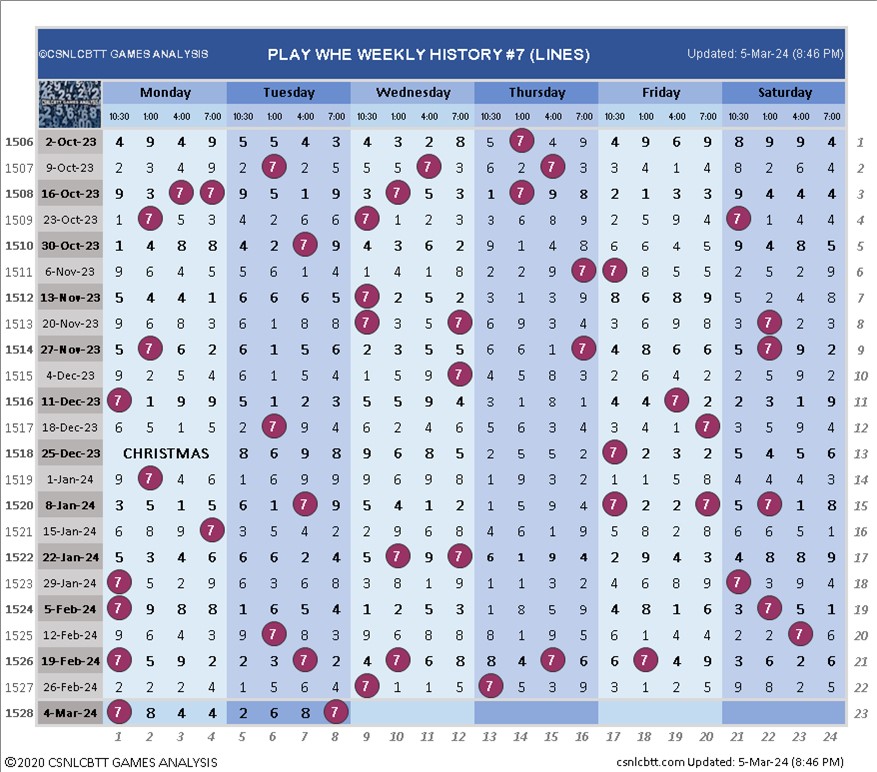 ©CSNLCBTT GAMES ANALYSIS PLAY WHE WEEKLY HISTORY #7 (LINES) Updated: 5-Mar-24 (8:46 PM)
Monday Tuesday Wednesday Thursday Friday Saturday
10:30 1:00 4:00 7:00 10:30 1:00 4:00 7:00 10:30 1:00 4:00 7:00 10:30 1:00 4:00 7:00 10:30 1:00 4:00 7:00 10:30 1:00 4:00 7:00
1506 2-Oct-23 4 9 4 9 5 5 4 3 4 3 2 8 5 7 4 9 4 9 6 9 8 9 9 4 1
1507 9-Oct-23 2 3 4 9 2 7 2 5 5 5 7 3 6 2 7 3 3 4 1 4 8 2 6 4 2
1508 16-Oct-23 9 3 7 7 9 5 1 9 3 7 5 3 1 7 9 8 2 1 3 3 9 4 4 4 3
1509 23-Oct-23 1 7 5 3 4 2 6 6 7 1 2 3 3 6 8 9 2 5 9 4 7 1 4 4 4
1510 30-Oct-23 1 4 8 8 4 2 7 9 4 3 6 2 9 1 4 8 6 6 4 5 9 4 8 5 5
1511 6-Nov-23 9 6 4 5 5 6 1 4 1 4 1 8 2 2 9 7 7 8 5 5 2 5 2 9 6
1512 13-Nov-23 5 4 4 1 6 6 6 5 7 2 5 2 3 1 3 9 8 6 8 9 5 2 4 8 7
1513 20-Nov-23 9 6 8 3 6 1 8 8 7 3 5 7 6 9 3 4 3 6 9 8 3 7 2 3 8
1514 27-Nov-23 5 7 6 2 6 1 5 6 2 3 5 5 6 6 1 7 4 8 6 6 5 7 9 2 9
1515 4-Dec-23 9 2 5 4 6 1 5 4 1 5 9 7 4 5 8 3 2 6 4 2 2 5 9 2 10
1516 11-Dec-23 7 1 9 9 5 1 2 3 5 5 9 4 3 1 8 1 4 4 7 2 2 3 1 9 11
1517 18-Dec-23 6 5 1 5 2 7 9 4 6 2 4 6 5 6 3 4 3 4 1 7 5 2 9 4 12
1518 25-Dec-23 CHRISTMAS 8 6 9 8 9 6 8 5 2 5 5 2 7 2 3 2 5 4 5 6 13
1519 1-Jan-24 9 7 4 6 1 6 9 9 9 6 9 5 1 9 3 2 1 1 5 8 4 4 4 3 14
1520 8-Jan-24 3 5 1 5 6 1 7 9 5 4 1 2 1 5 9 4 7 2 2 7 5 7 1 8 15
1521 15-Jan-24 6 8 9 7 3 5 4 2 2 9 6 8 4 6 1 9 5 8 2 8 6 6 5 1 16
1522 22-Jan-24 5 3 4 6 6 6 2 4 5 7 9 7 6 1 9 4 2 9 4 3 4 8 8 9 17
1523 29-Jan-24 7 5 2 9 6 3 6 8 3 8 1 9 1 1 3 2 4 6 8 9 7 3 9 4 18
1524 5-Feb-24 7 9 8 8 1 6 5 4 1 2 5 3 1 8 5 9 4 8 1 6 3 7 5 1 19
1525 12-Feb-24 9 6 4 3 9 7 8 3 9 6 8 8 8 1 9 5 6 1 4 4 2 2 7 6 20
1526 19-Feb-24 7 5 9 2 2 3 7 2 4 7 6 8 8 4 7 6 6 7 4 9 3 6 2 6 21
1527 26-Feb-24 2 2 2 4 1 5 6 4 7 1 1 5 7 5 3 9 3 1 2 5 9 8 2 5 22
1528 4-Mar-24 7 8 4 4 2 6 8 7 23
1 2 3 4 5 6 7 8 9 10 11 12 13 14 15 16 17 18 19 20 21 22 23 24
©2020 CSNLCBTT GAMES ANALYSIS csnlcbtt.com Updated: 5-Mar-24 (8:46 PM)